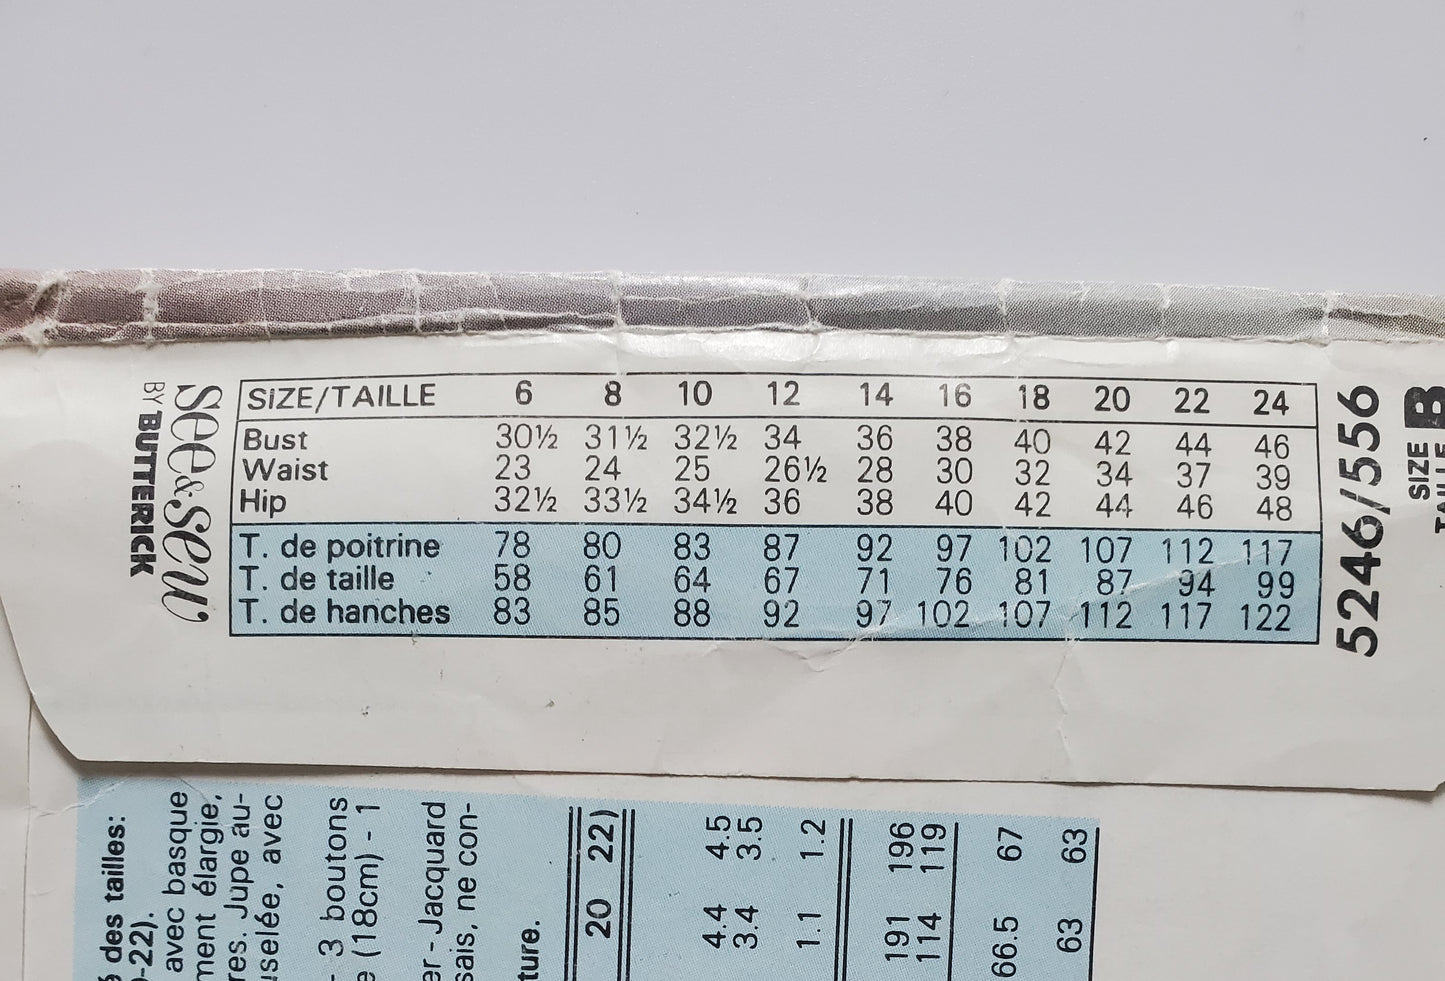 SIZE/TAILLE 6 8 10 12 14 16 18 20 22 24
Bust 30½ 31½ 32½ 34 36 38 40 42 44 46
Waist 23 24 25 26½ 28 30 32 34 37 39
Hip 32½ 33½ 34½ 36 38 40 42 44 46 48
T. de poitrine 78 80 83 87 92 97 102 107 112 117
T. de taille 58 61 64 67 71 76 81 87 94 99
T. de hanches 83 85 88 92 97 102 107 112 117 122
see&sew
BY BUTTERICK
5246/556
SIZE B
des tailles:
-22).
avec basque
ment élargie,
res. Jupe au-
uselée, avec
- 3 boutons
e (18cm) - 1
er - Jacquard
sais, ne con-
ture.
20 22)
4.4 4.5
3.4 3.5
1.1 1.2
191 196
114 119
66.5 67
63 63